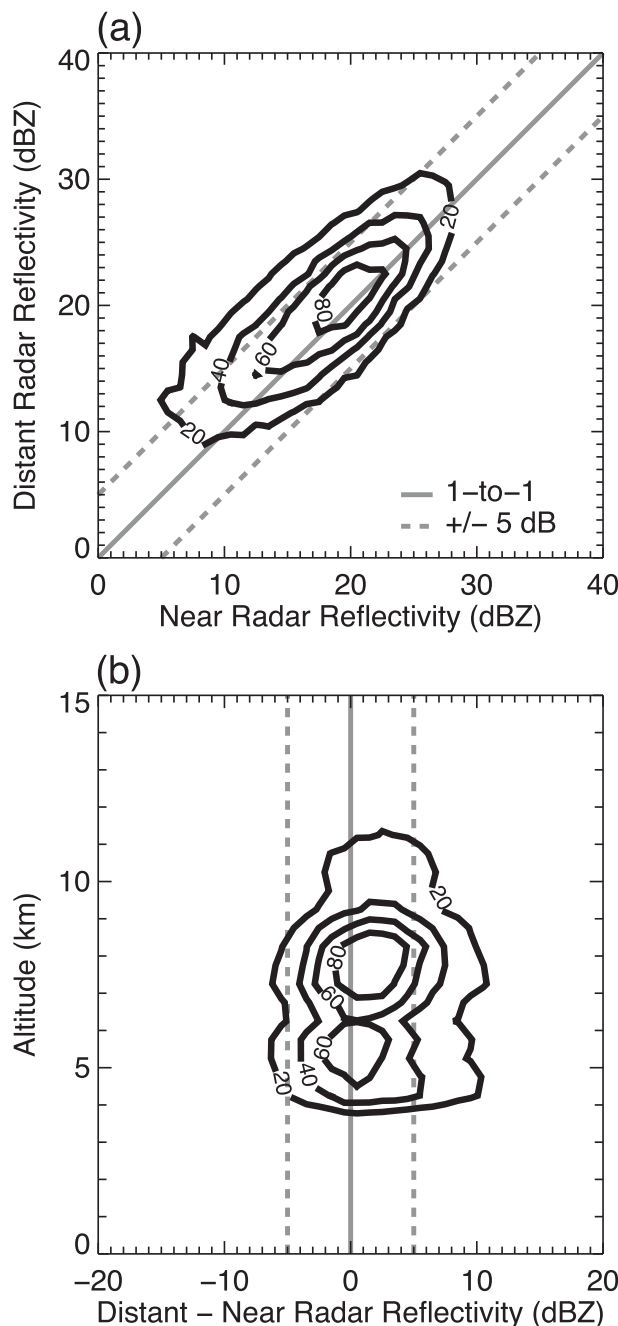 (a)
40
30
20
10
0
Distant Radar Reflectivity (dBZ)
20
80
60
40
20
1-to-1
+/- 5 dB
0 10 20 30 40
Near Radar Reflectivity (dBZ)
(b)
15
10
5
0
Altitude (km)
20
80
60
60
40
20
-20 -10 0 10 20
Distant - Near Radar Reflectivity (dBZ)